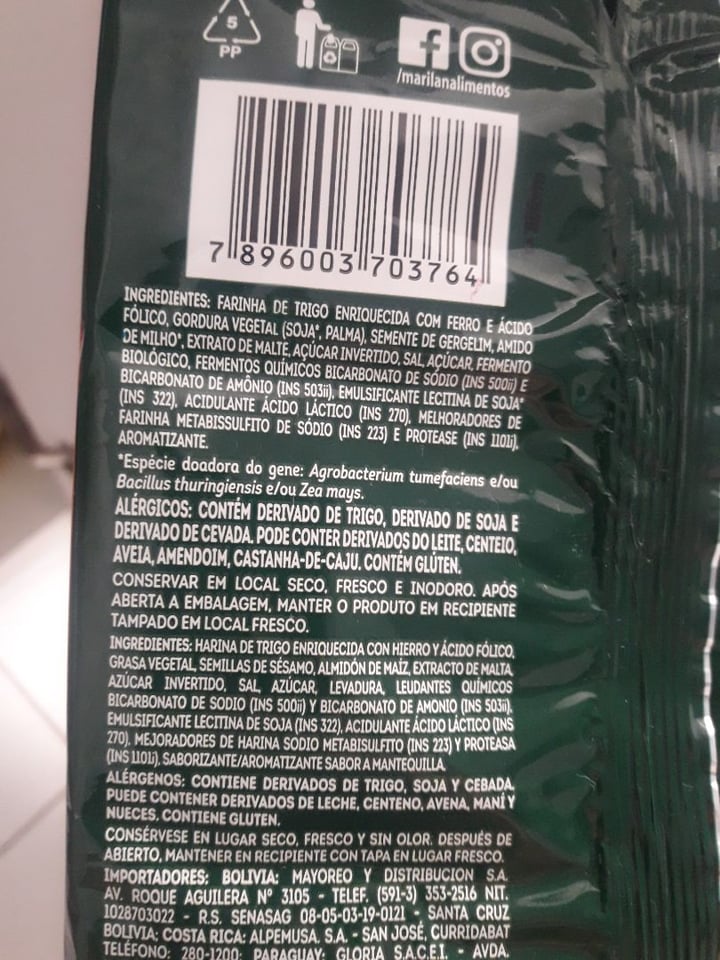 5
PP
/marilanalimentos
7 896003 703764
INGREDIENTES: FARINHA DE TRIGO ENRIQUECIDA COM FERRO E ÁCIDO
FÓLICO, GORDURA VEGETAL (SOJA*, PALMA), SEMENTE DE GERGELIM, AMIDO
DE MILHO*, EXTRATO DE MALTE, AÇÚCAR INVERTIDO, SAL, AÇÚCAR, FERMENTO
BIOLÓGICO, FERMENTOS QUÍMICOS BICARBONATO DE SÓDIO (INS 500ii) E
BICARBONATO DE AMÔNIO (INS 503ii), EMULSIFICANTE LECITINA DE SOJA*
(INS 322), ACIDULANTE ÁCIDO LÁCTICO (INS 270), MELHORADORES DE
FARINHA METABISSULFITO DE SÓDIO (INS 223) E PROTEASE (INS 1101i),
AROMATIZANTE.
*Espécie doadora do gene: Agrobacterium tumefaciens e/ou
Bacillus thuringiensis e/ou Zea mays.
ALÉRGICOS: CONTÉM DERIVADO DE TRIGO, DERIVADO DE SOJA E
DERIVADO DE CEVADA. PODE CONTER DERIVADOS DO LEITE, CENTEIO,
AVEIA, AMENDOIM, CASTANHA-DE-CAJU. CONTÉM GLÚTEN.
CONSERVAR EM LOCAL SECO, FRESCO E INODORO. APÓS
ABERTA A EMBALAGEM, MANTER O PRODUTO EM RECIPIENTE
TAMPADO EM LOCAL FRESCO.
INGREDIENTES: HARINA DE TRIGO ENRIQUECIDA CON HIERRO Y ÁCIDO FÓLICO,
GRASA VEGETAL, SEMILLAS DE SÉSAMO, ALMIDÓN DE MAÍZ, EXTRACTO DE MALTA,
AZÚCAR INVERTIDO, SAL, AZÚCAR, LEVADURA, LEUDANTES QUÍMICOS
BICARBONATO DE SODIO (INS 500ii) Y BICARBONATO DE AMONIO (INS 503ii),
EMULSIFICANTE LECITINA DE SOJA (INS 322), ACIDULANTE ÁCIDO LÁCTICO (INS
270), MEJORADORES DE HARINA SODIO METABISULFITO (INS 223) Y PROTEASA
(INS 1101i), SABORIZANTE/AROMATIZANTE SABOR A MANTEQUILLA.
ALÉRGENOS: CONTIENE DERIVADOS DE TRIGO, SOJA Y CEBADA.
PUEDE CONTENER DERIVADOS DE LECHE, CENTENO, AVENA, MANÍ Y
NUECES. CONTIENE GLUTEN.
CONSÉRVESE EN LUGAR SECO, FRESCO Y SIN OLOR. DESPUÉS DE
ABIERTO, MANTENER EN RECIPIENTE CON TAPA EN LUGAR FRESCO.
IMPORTADORES: BOLIVIA: MAYOREO Y DISTRIBUCION S.A.
AV. ROQUE AGUILERA Nº 3105 - TELEF. (591-3) 353-2516 NIT.
1028703022 - R.S. SENASAG 08-05-03-19-0121 - SANTA CRUZ
BOLIVIA; COSTA RICA: ALPEMUSA. S.A. - SAN JOSÉ, CURRIDABAT
TELÉFONO: 280-1200; PARAGUAY: GLORIA S.A.C.E.I. - AVDA.